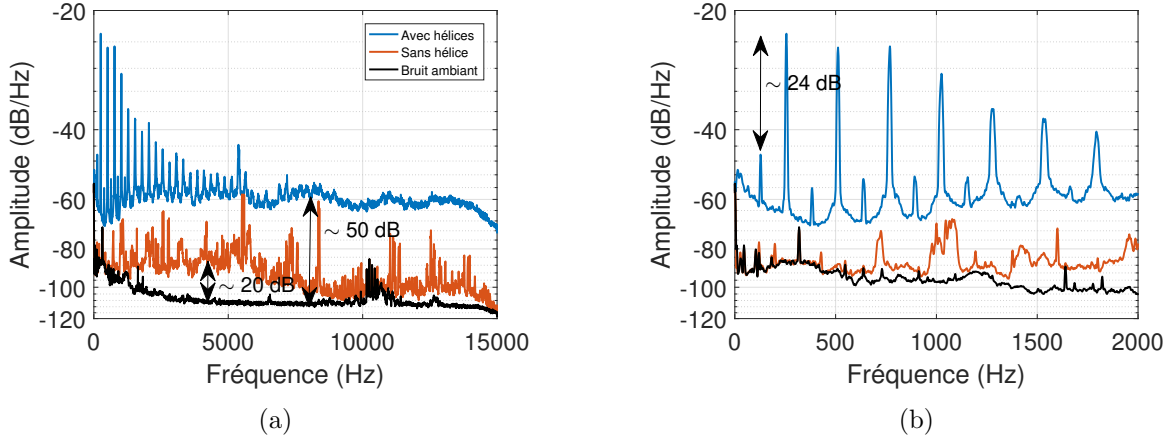 -20
-40
-60
-80
-100
-120
Amplitude (dB/Hz)
Avec hélices
Sans hélice
Bruit ambiant
~ 50 dB
~ 20 dB
0 5000 10000 15000
Fréquence (Hz)
(a)
-20
-40
-60
-80
-100
-120
Amplitude (dB/Hz)
~ 24 dB
0 500 1000 1500 2000
Fréquence (Hz)
(b)